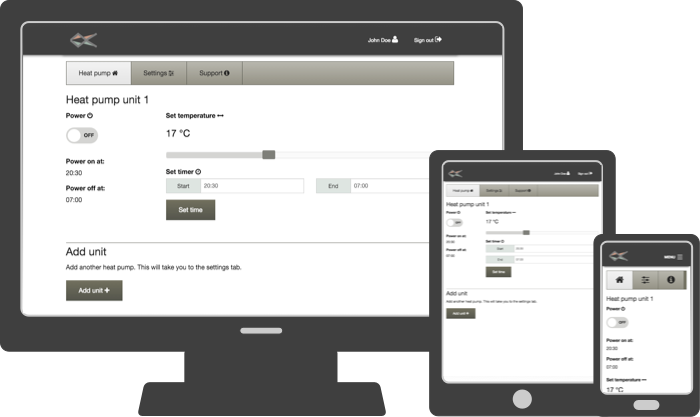 John Doe Sign out
Heat pump Settings Support
Heat pump unit 1
Power Set temperature
17 °C
OFF
Power on at:
20:30
Set timer
Start 20:30 End 07:00
Power off at:
07:00
Set time
Add unit
Add another heat pump. This will take you to the settings tab.
Add unit +
John Doe Sign out
Heat pump Settings Support
Heat pump unit 1
Power Set temperature
17 °C
OFF
Power on at:
20:30
Set timer
Start 20:30
Power off at:
07:00
End 07:00
Set time
Add unit
Add another heat pump. This will take you to the settings tab.
Add unit +
MENU
Heat pump unit 1
Power
OFF
Power on at:
20:30
Power off at:
07:00
Set temperature
17 °C